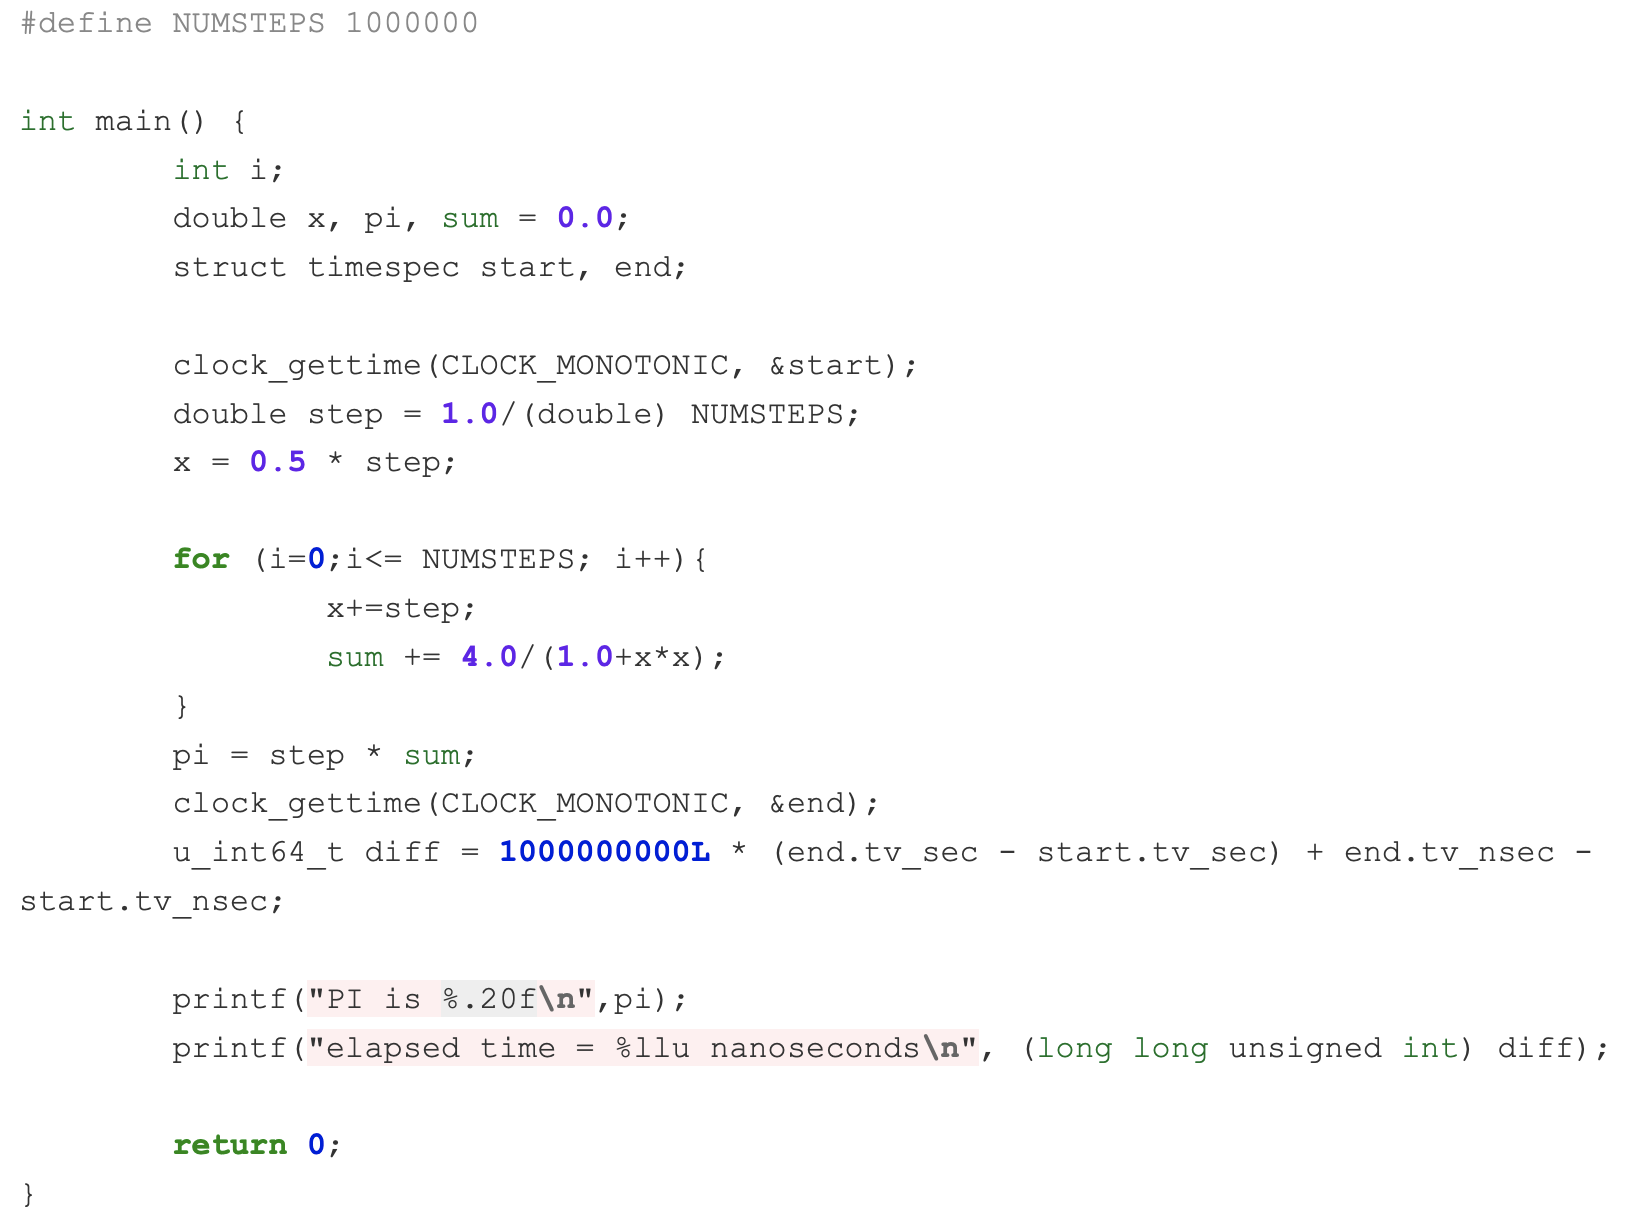 #define NUMSTEPS 1000000
int main() {
int i;
double x, pi, sum = 0.0;
struct timespec start, end;
clock_gettime(CLOCK_MONOTONIC, &start);
double step = 1.0/(double) NUMSTEPS;
x = 0.5 * step;
for (i=0;i<= NUMSTEPS; i++){
x+=step;
sum += 4.0/(1.0+x*x);
}
pi = step * sum;
clock_gettime(CLOCK_MONOTONIC, &end);
u_int64_t diff = 1000000000L * (end.tv_sec - start.tv_sec) + end.tv_nsec -
start.tv_nsec;
printf("PI is %.20f\n",pi);
printf("elapsed time = %llu nanoseconds\n", (long long unsigned int) diff);
return 0;
}